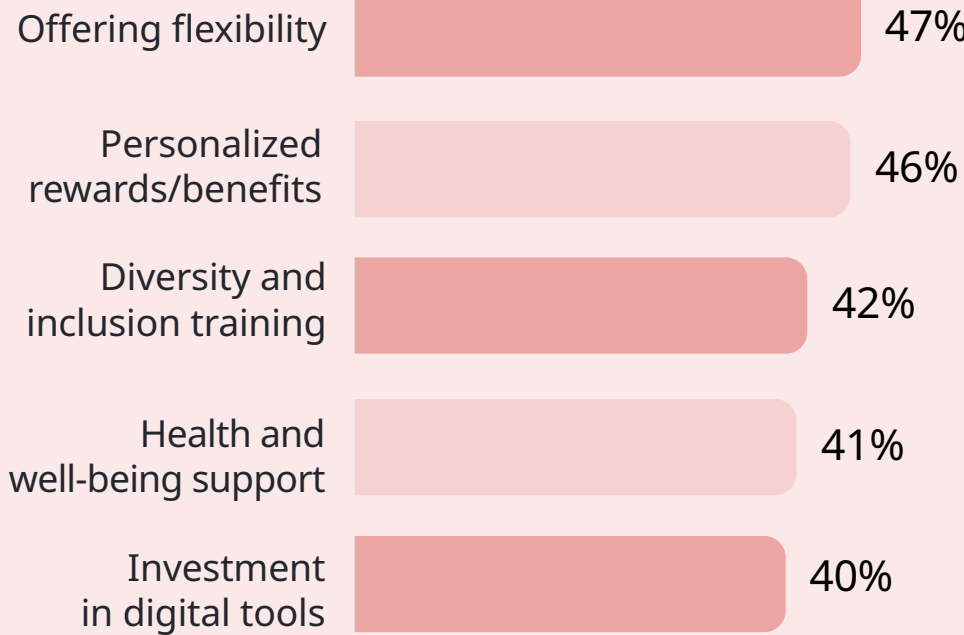 Offering flexibility
47%
Personalized
rewards/benefits
46%
Diversity and
inclusion training
42%
Health and
well-being support
41%
Investment
in digital tools
40%